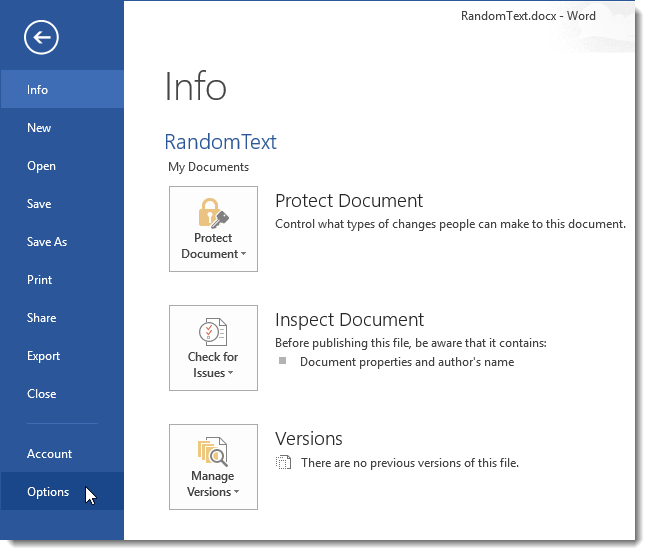 RandomText.docx - Word
Info
New
Open
Save
Save As
Print
Share
Export
Close
Account
Options
Info
RandomText
My Documents
Protect
Document
Protect Document
Control what types of changes people can make to this document.
Check for
Issues
Inspect Document
Before publishing this file, be aware that it contains:
Document properties and author's name
Manage
Versions
Versions
There are no previous versions of this file.